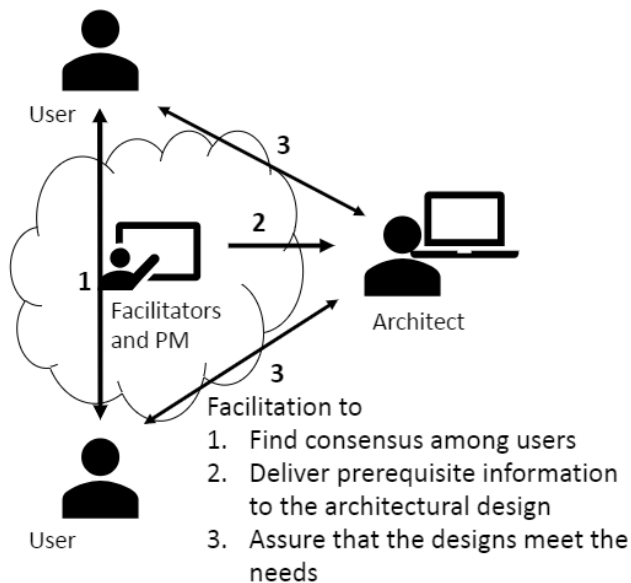 User
3
2
1
Facilitators
and PM
Architect
3
Facilitation to
1. Find consensus among users
2. Deliver prerequisite information
to the architectural design
3. Assure that the designs meet the
needs
User